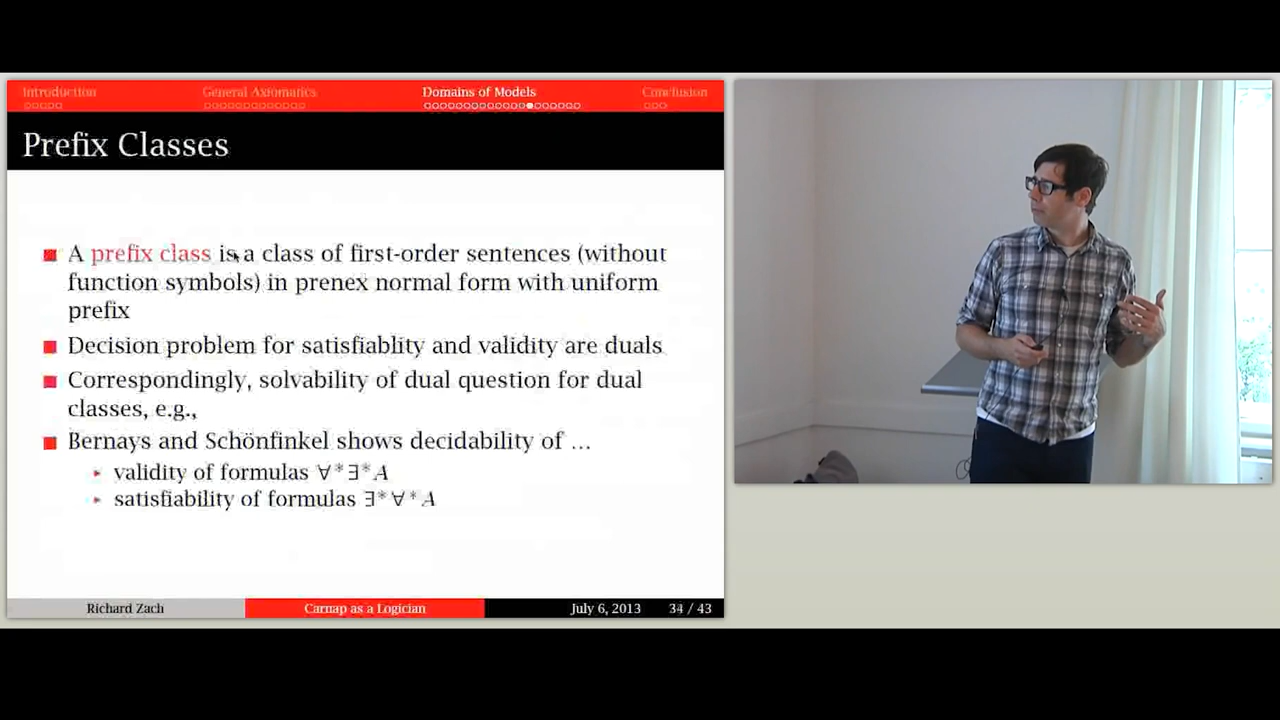 Introduction General Axiomatics Domains of Models Conclusion
Prefix Classes
A prefix class is a class of first-order sentences (without
function symbols) in prenex normal form with uniform
prefix
Decision problem for satisfiablity and validity are duals
Correspondingly, solvability of dual question for dual
classes, e.g.,
Bernays and Schönfinkel shows decidability of …
validity of formulas ∀*∃*A
satisfiability of formulas ∃*∀*A
Richard Zach Carnap as a Logician July 6, 2013 34 / 43